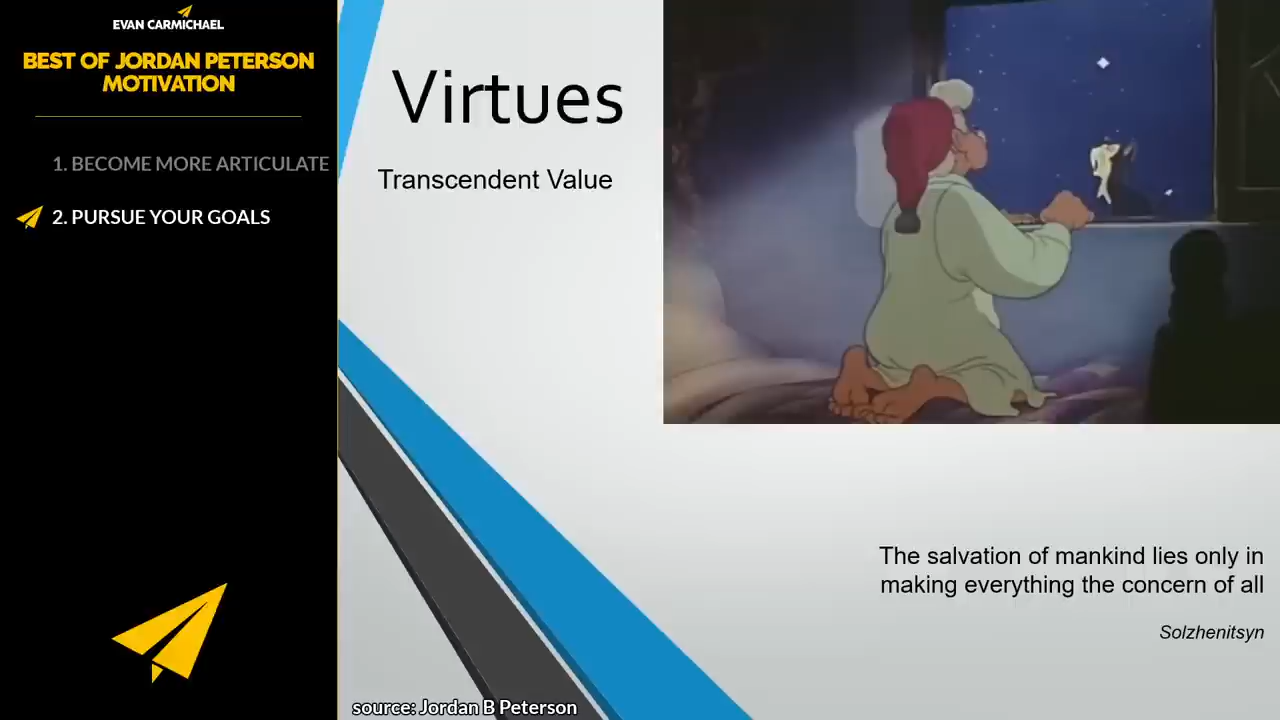 EVAN CARMICHAEL
BEST OF JORDAN PETERSON
MOTIVATION
1. BECOME MORE ARTICULATE
2. PURSUE YOUR GOALS
Virtues
Transcendent Value
The salvation of mankind lies only in
making everything the concern of all
Solzhenitsyn
source: Jordan B Peterson